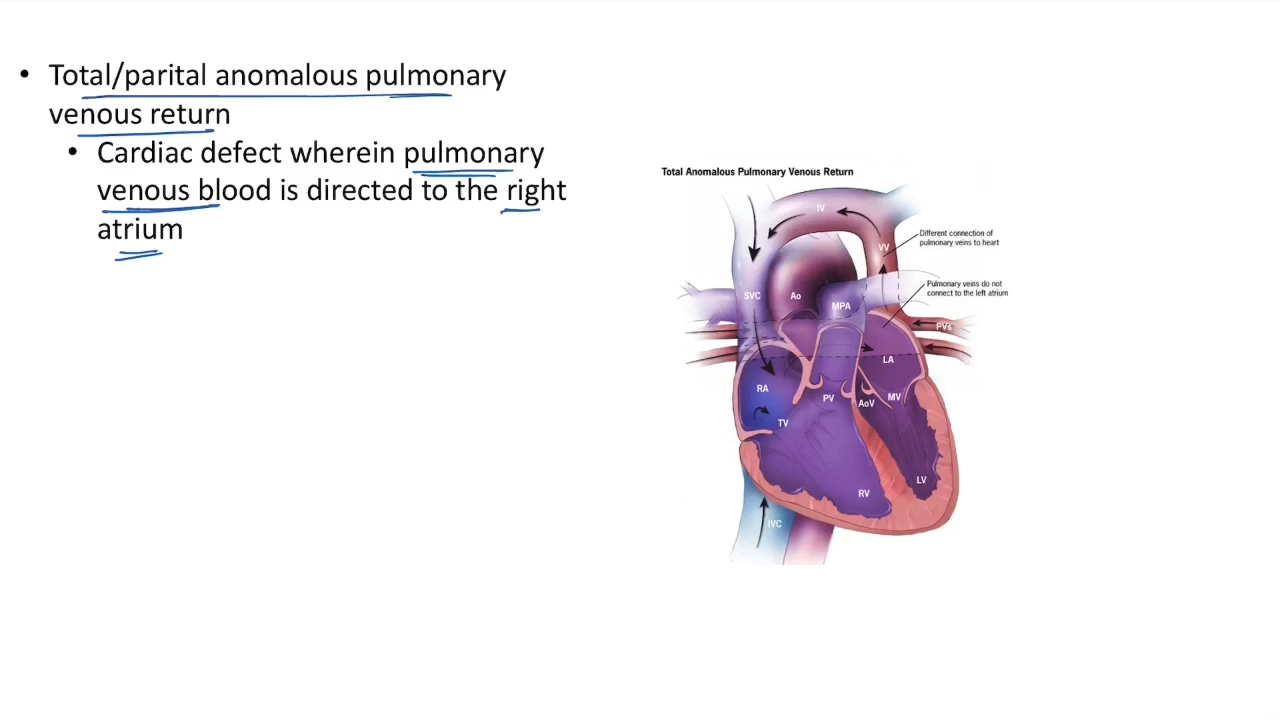 • Total/parital anomalous pulmonary
venous return
• Cardiac defect wherein pulmonary
venous blood is directed to the right
atrium
Total Anomalous Pulmonary Venous Return
IV
Different connection of
pulmonary veins to heart
VV
Pulmonary veins do not
connect to the left atrium
SVC
Ao
MPA
PVs
LA
RA
PV
AoV
MV
TV
LV
RV
IVC